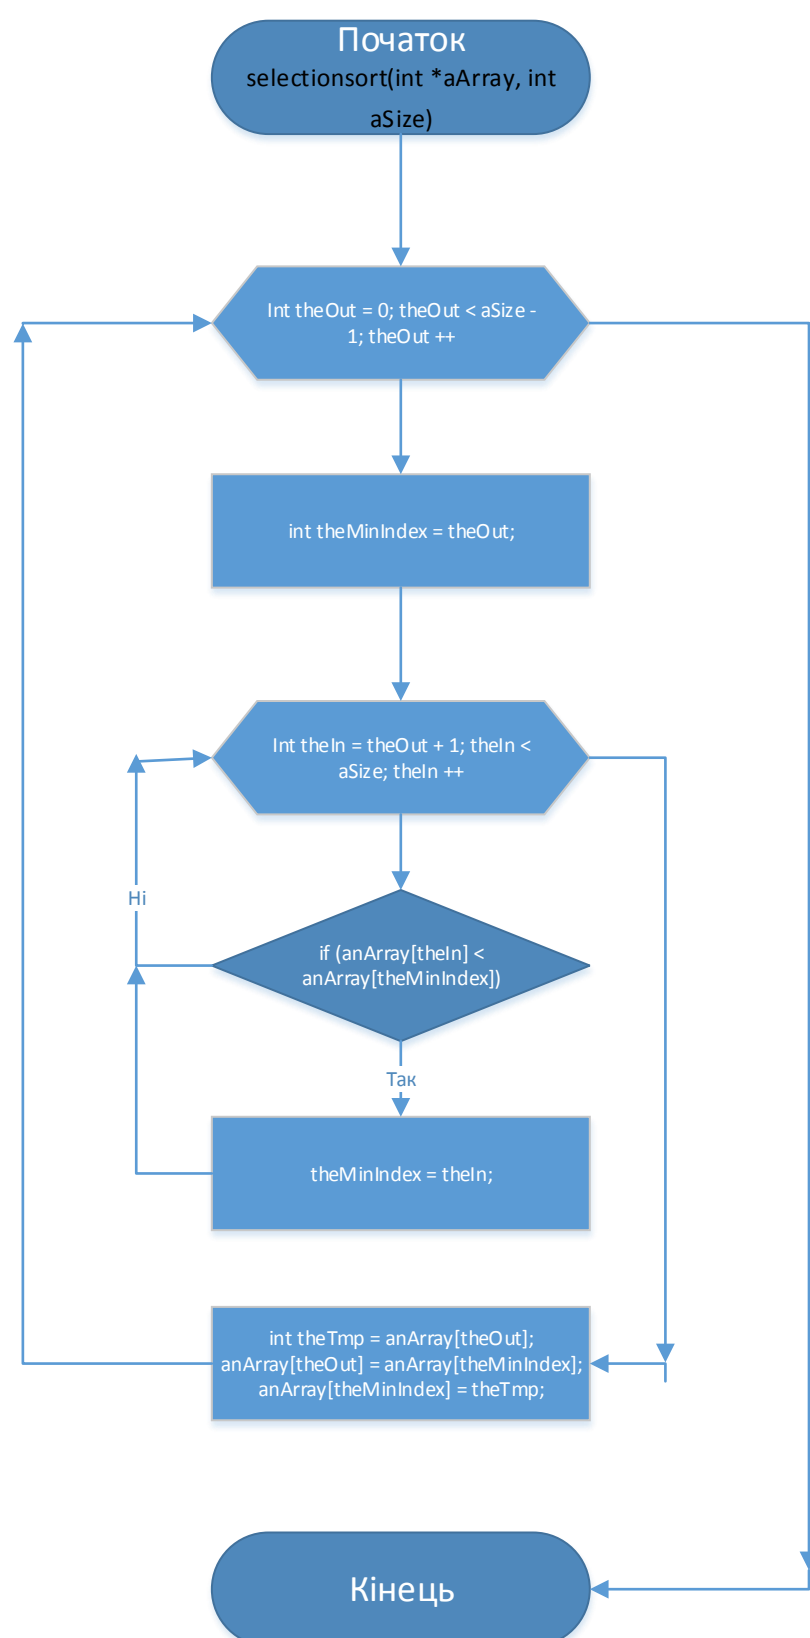 Початок
selectionsort(int *aArray, int
aSize)
Int theOut = 0; theOut < aSize -
1; theOut ++
int theMinIndex = theOut;
Int theIn = theOut + 1; theIn <
aSize; theIn ++
Ні
if (anArray[theIn] <
anArray[theMinIndex])
Так
theMinIndex = theIn;
int theTmp = anArray[theOut];
anArray[theOut] = anArray[theMinIndex];
anArray[theMinIndex] = theTmp;
Кінець